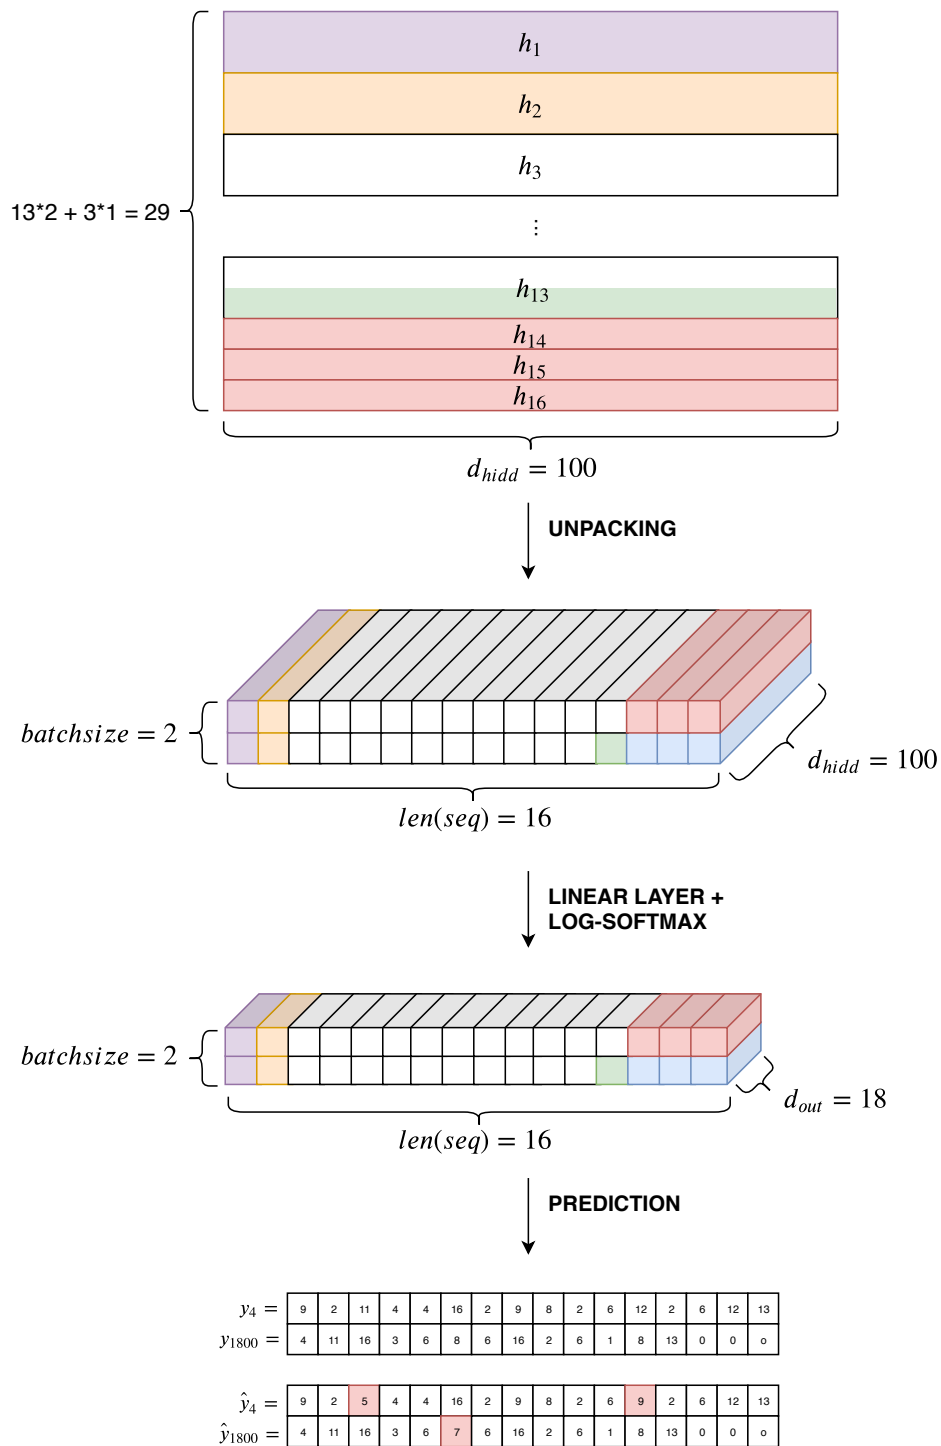 h1
h2
h3
13*2 + 3*1 = 29
⋮
h13
h14
h15
h16
d_hidd = 100
UNPACKING
batchsize = 2
d_hidd = 100
len(seq) = 16
LINEAR LAYER +
LOG-SOFTMAX
batchsize = 2
d_out = 18
len(seq) = 16
PREDICTION
y4 = 9 2 11 4 4 16 2 9 8 2 6 12 2 6 12 13
y1800 = 4 11 16 3 6 8 6 16 2 6 1 8 13 0 0 o
ŷ4 = 9 2 5 4 4 16 2 9 8 2 6 9 2 6 12 13
ŷ1800 = 4 11 16 3 6 7 6 16 2 6 1 8 13 0 0 o